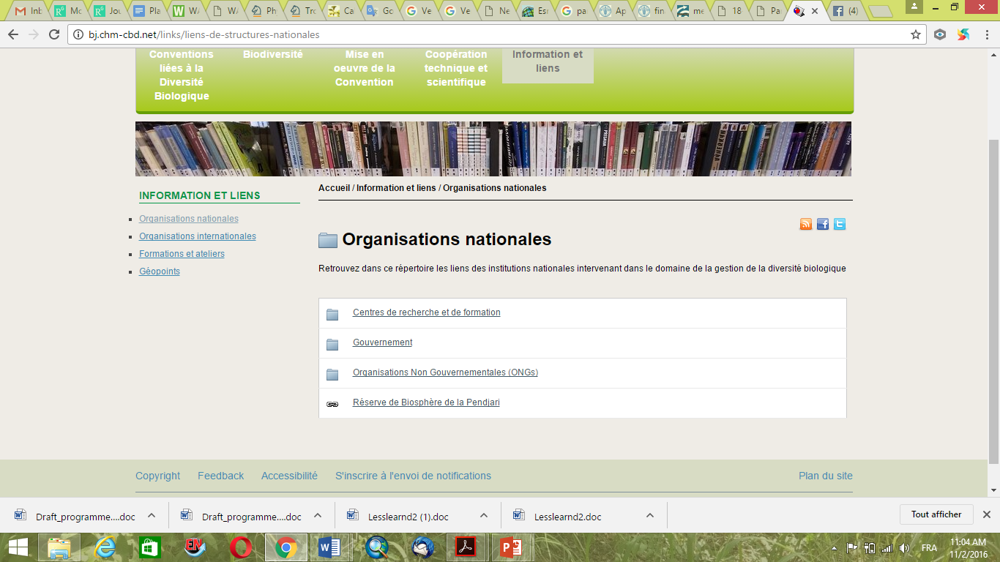 Inb
Mc
Jou
Pla
WA
WA
Ph
Tro
Ca
Go
Ve
Ve
Ne
Esr
pa
Ap
fin
me
18
Pa
(4)
bj.chm-cbd.net/links/liens-de-structures-nationales
Conventions
liées à la
Diversité
Biologique
Biodiversité
Mise en
oeuvre de la
Convention
Coopération
technique et
scientifique
Information et
liens
INFORMATION ET LIENS
Organisations nationales
Organisations internationales
Formations et ateliers
Géopoints
Accueil / Information et liens / Organisations nationales
Organisations nationales
Retrouvez dans ce répertoire les liens des institutions nationales intervenant dans le domaine de la gestion de la diversité biologique
Centres de recherche et de formation
Gouvernement
Organisations Non Gouvernementales (ONGs)
Réserve de Biosphère de la Pendjari
Copyright Feedback Accessibilité S'inscrire à l'envoi de notifications Plan du site
Draft_programme....doc
Draft_programme....doc
Lesslearnd2 (1).doc
Lesslearnd2.doc
Tout afficher
FRA
11:04 AM
11/2/2016